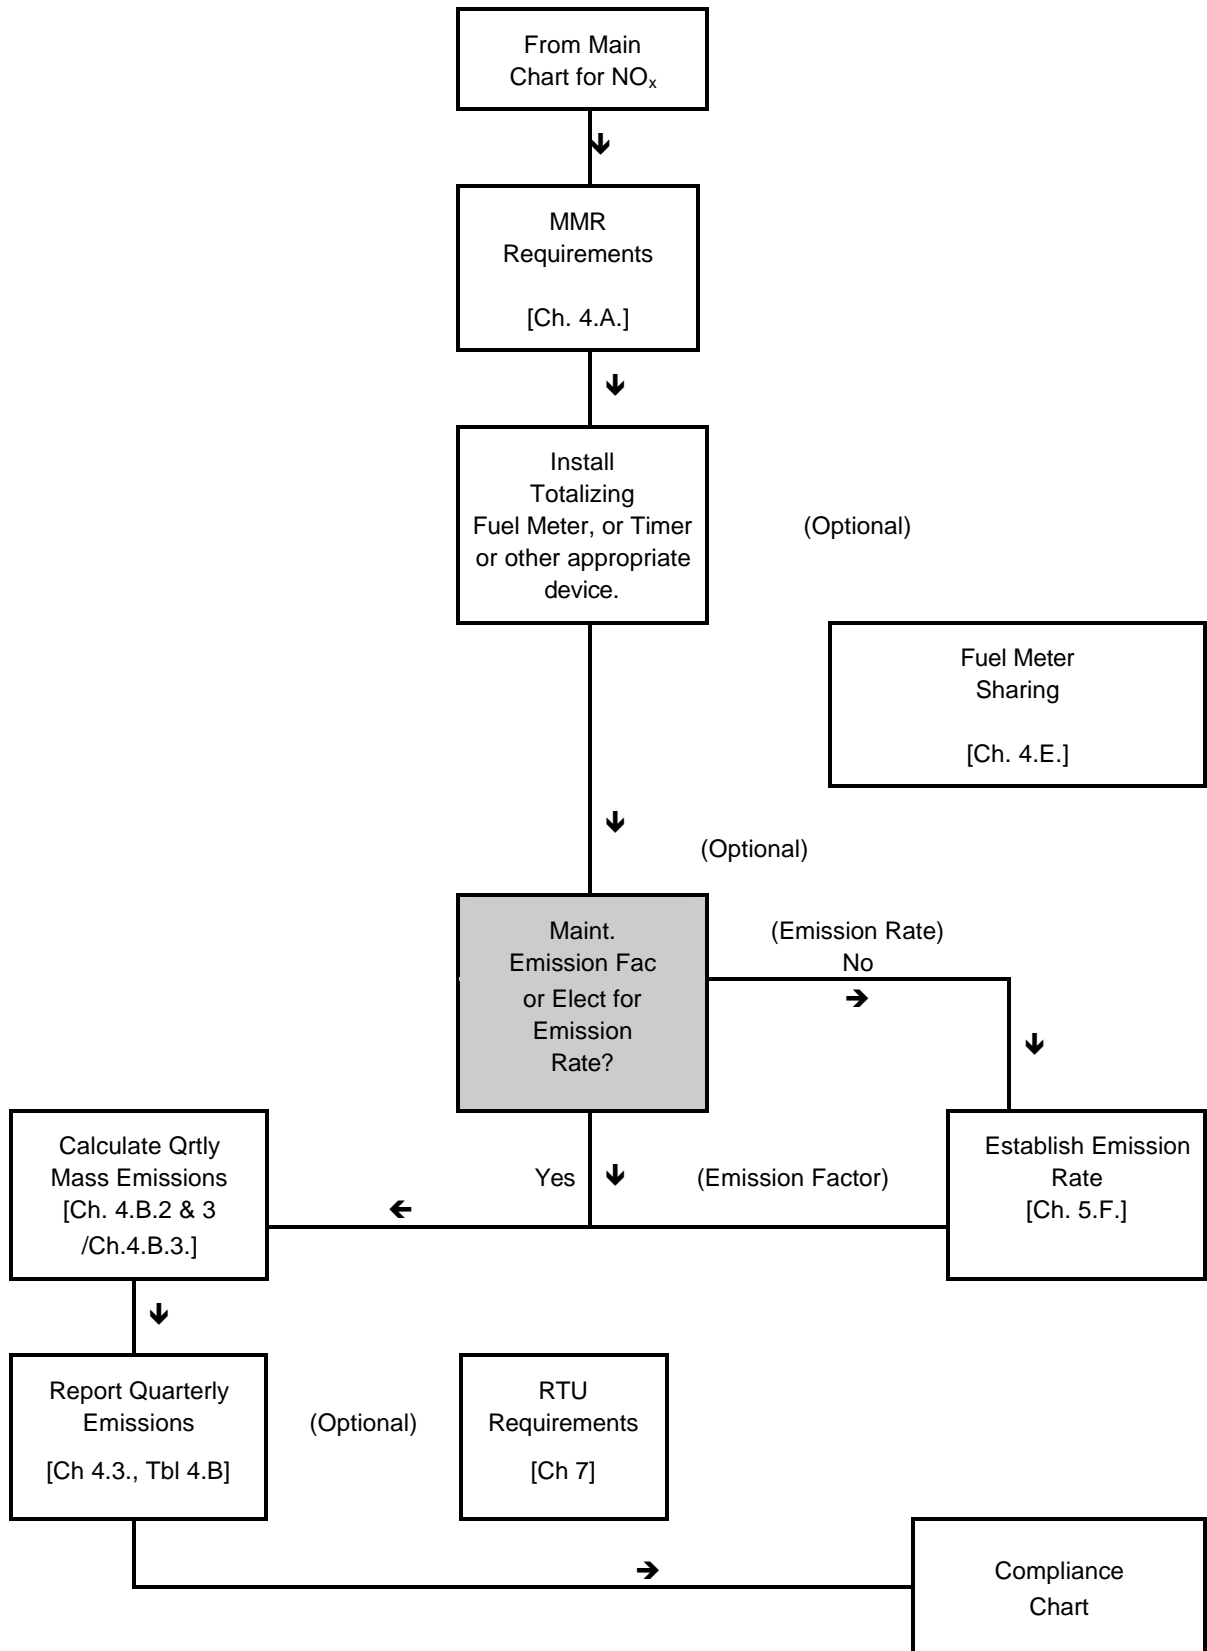 From Main
Chart for NOₓ
MMR
Requirements
[Ch. 4.A.]
Install
Totalizing
Fuel Meter, or Timer
or other appropriate
device.
(Optional)
Fuel Meter
Sharing
[Ch. 4.E.]
(Optional)
Maint.
Emission Fac
or Elect for
Emission
Rate?
(Emission Rate)
No
Calculate Qrtly
Mass Emissions
[Ch. 4.B.2 & 3
/Ch.4.B.3.]
Yes
(Emission Factor)
Establish Emission
Rate
[Ch. 5.F.]
Report Quarterly
Emissions
[Ch 4.3., Tbl 4.B]
(Optional)
RTU
Requirements
[Ch 7]
Compliance
Chart